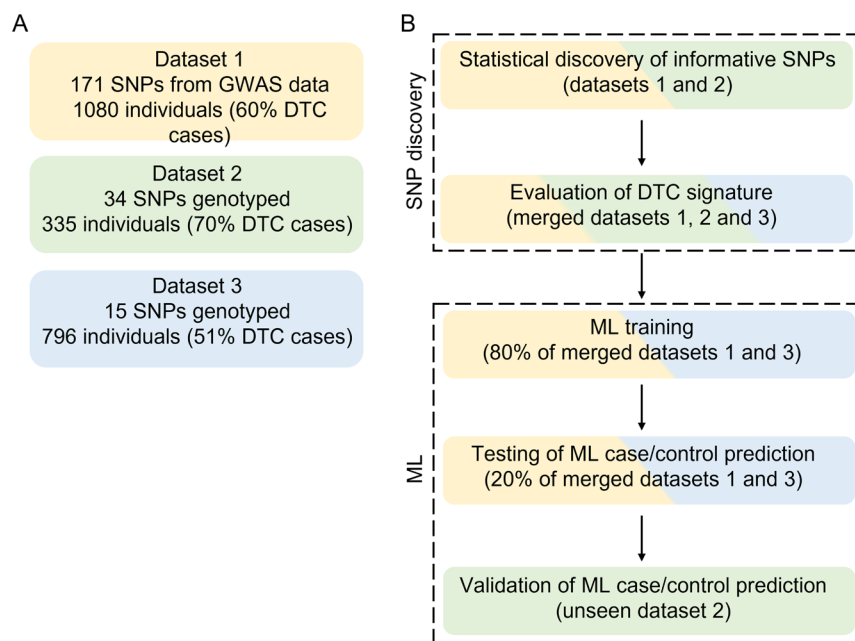 A
Dataset 1
171 SNPs from GWAS data
1080 individuals (60% DTC
cases)
Dataset 2
34 SNPs genotyped
335 individuals (70% DTC cases)
Dataset 3
15 SNPs genotyped
796 individuals (51% DTC cases)
B
SNP discovery
Statistical discovery of informative SNPs
(datasets 1 and 2)
Evaluation of DTC signature
(merged datasets 1, 2 and 3)
ML
ML training
(80% of merged datasets 1 and 3)
Testing of ML case/control prediction
(20% of merged datasets 1 and 3)
Validation of ML case/control prediction
(unseen dataset 2)